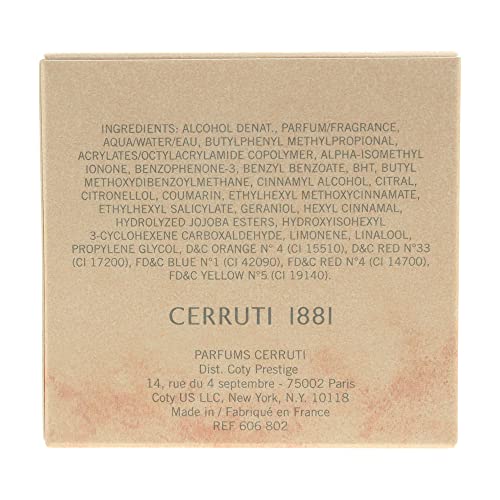 INGREDIENTS: ALCOHOL DENAT., PARFUM/FRAGRANCE,
AQUA/WATER/EAU, BUTYLPHENYL METHYLPROPIONAL,
ACRYLATES/OCTYLACRYLAMIDE COPOLYMER, ALPHA-ISOMETHYL
IONONE, BENZOPHENONE-3, BENZYL BENZOATE, BHT, BUTYL
METHOXYDIBENZOYLMETHANE, CINNAMYL ALCOHOL, CITRAL,
CITRONELLOL, COUMARIN, ETHYLHEXYL METHOXYCINNAMATE,
ETHYLHEXYL SALICYLATE, GERANIOL, HEXYL CINNAMAL,
HYDROLYZED JOJOBA ESTERS, HYDROXYISOHEXYL
3-CYCLOHEXENE CARBOXALDEHYDE, LIMONENE, LINALOOL,
PROPYLENE GLYCOL, D&C ORANGE N° 4 (CI 15510), D&C RED N°33
(CI 17200), FD&C BLUE N°1 (CI 42090), FD&C RED N°4 (CI 14700),
FD&C YELLOW N°5 (CI 19140).
CERRUTI 1881
PARFUMS CERRUTI
Dist. Coty Prestige
14, rue du 4 septembre - 75002 Paris
Coty US LLC, New York, N.Y. 10118
Made in / Fabriqué en France
REF 606 802